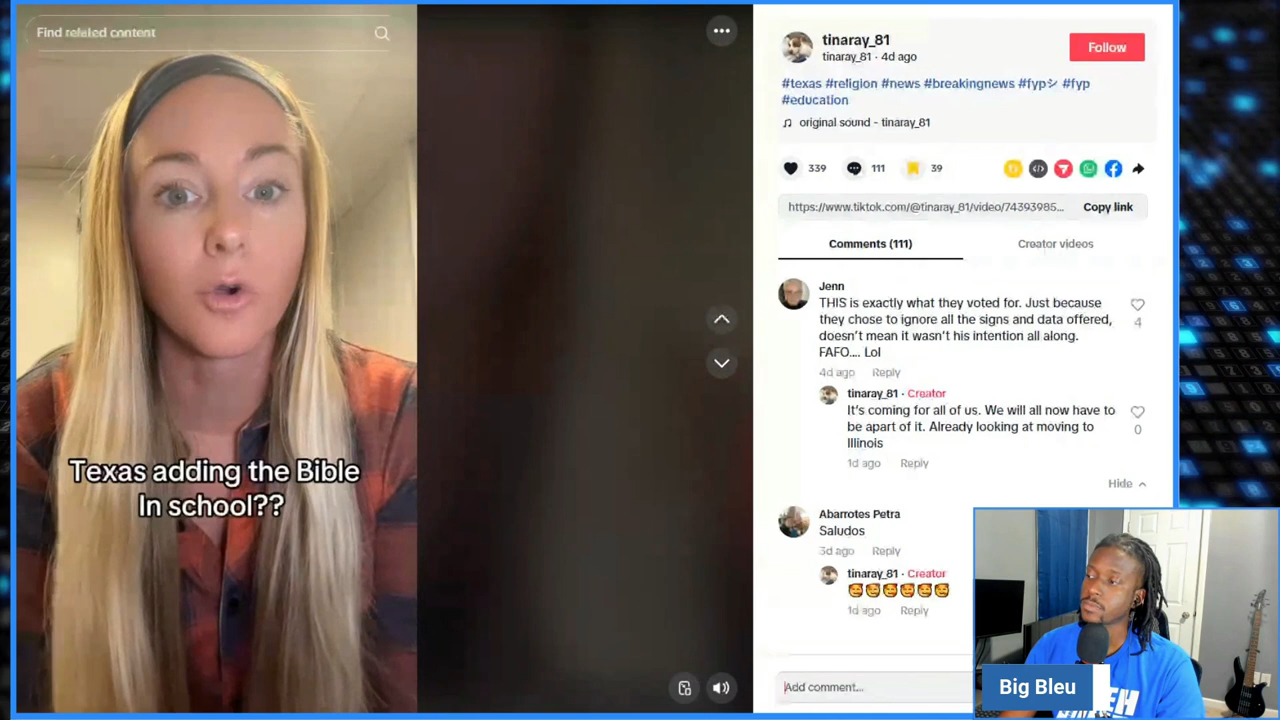 Find related content
Texas adding the Bible
In school??
tinaray_81
tinaray_81 · 4d ago
Follow
#texas #religion #news #breakingnews #fypシ #fyp
#education
original sound - tinaray_81
339
111
39
https://www.tiktok.com/@tinaray_81/video/74393985...
Copy link
Comments (111)
Creator videos
Jenn
THIS is exactly what they voted for. Just because
they chose to ignore all the signs and data offered,
doesn't mean it wasn't his intention all along.
FAFO.... Lol
4
4d ago
Reply
tinaray_81 · Creator
It's coming for all of us. We will all now have to
be apart of it. Already looking at moving to
Illinois
0
1d ago
Reply
Hide
Abarrotes Petra
Saludos
3d ago
Reply
tinaray_81 · Creator
🥰🥰🥰🥰🥰🥰
1d ago
Reply
Add comment...
Big Bleu